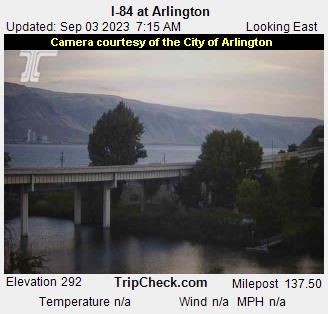 I-84 at Arlington
Updated: Sep 03 2023 7:15 AM Looking East
Camera courtesy of the City of Arlington
Elevation 292 TripCheck.com Milepost 137.50
Temperature n/a Wind n/a MPH n/a